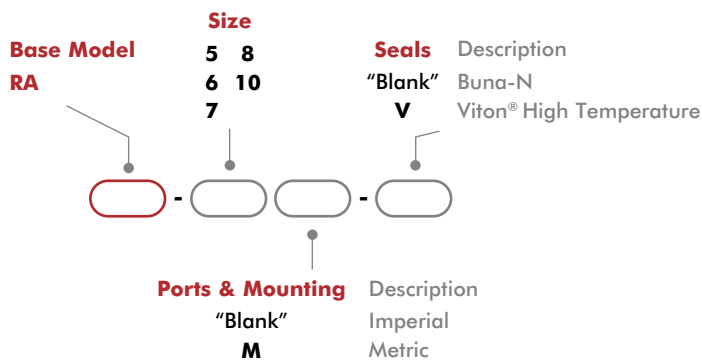 Size
Base Model 5 8 Seals Description
RA 6 10 "Blank" Buna-N
7 V Viton® High Temperature
- -
Ports & Mounting Description
"Blank" Imperial
M Metric